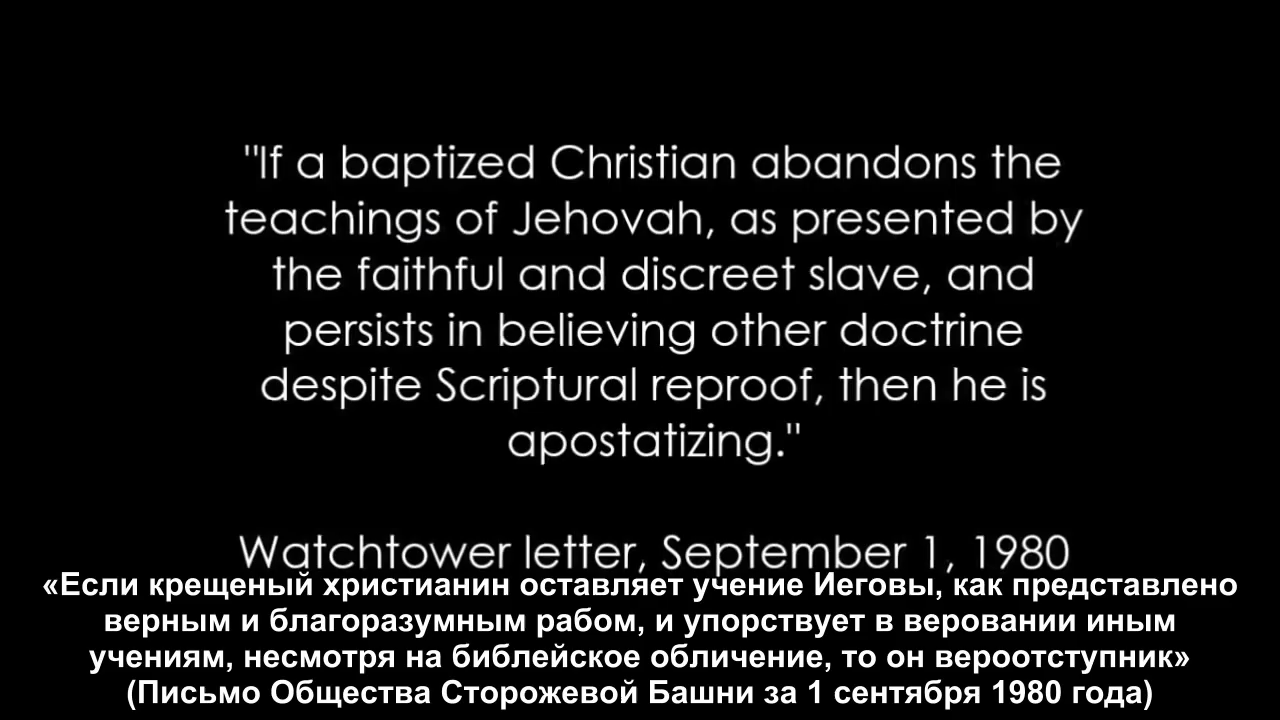 "If a baptized Christian abandons the
teachings of Jehovah, as presented by
the faithful and discreet slave, and
persists in believing other doctrine
despite Scriptural reproof, then he is
apostatizing."
Watchtower letter, September 1, 1980
«Если крещеный христианин оставляет учение Иеговы, как представлено
верным и благоразумным рабом, и упорствует в веровании иным
учениям, несмотря на библейское обличение, то он вероотступник»
(Письмо Общества Сторожевой Башни за 1 сентября 1980 года)